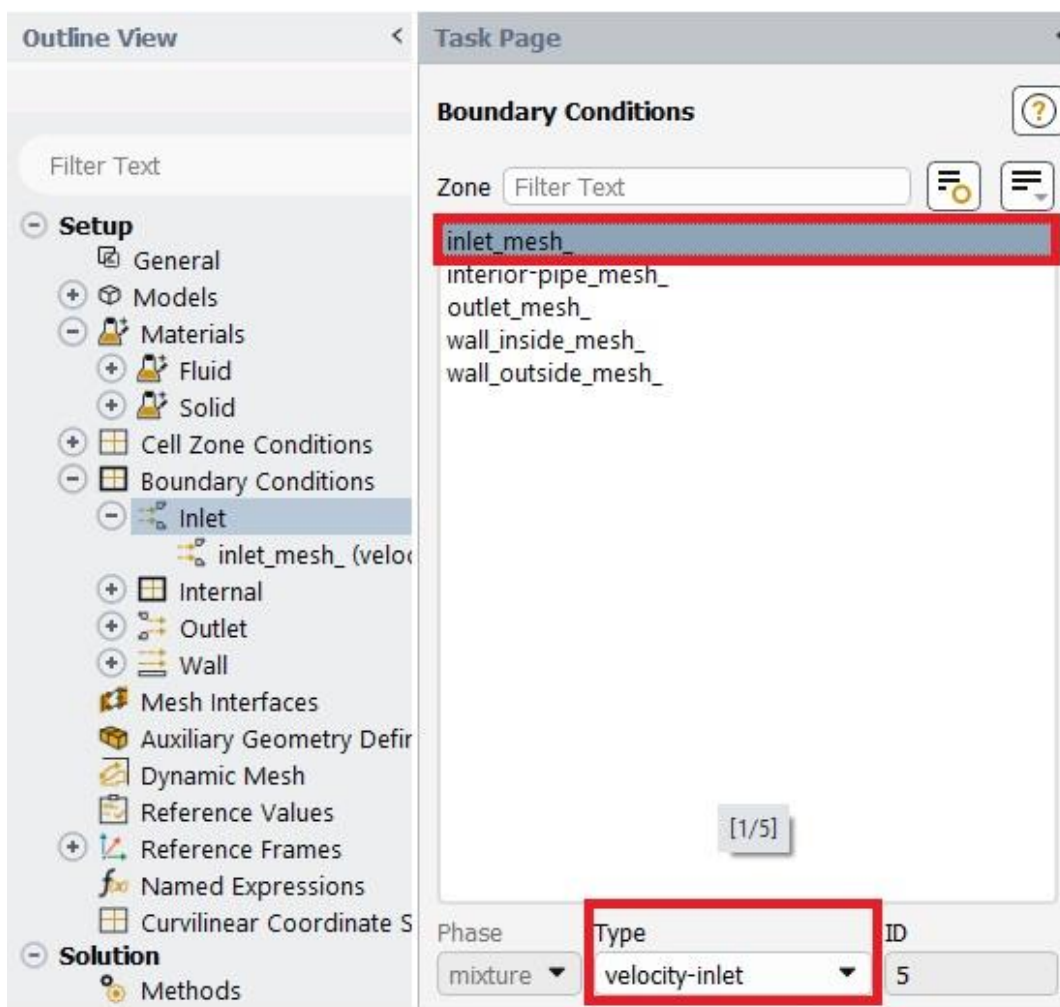 Outline View
Filter Text
Setup
General
Models
Materials
Fluid
Solid
Cell Zone Conditions
Boundary Conditions
Inlet
inlet_mesh_ (veloc
Internal
Outlet
Wall
Mesh Interfaces
Auxiliary Geometry Defir
Dynamic Mesh
Reference Values
Reference Frames
Named Expressions
Curvilinear Coordinate S
Solution
Methods
Task Page
Boundary Conditions
Zone Filter Text
inlet_mesh_
interior-pipe_mesh_
outlet_mesh_
wall_inside_mesh_
wall_outside_mesh_
[1/5]
Phase Type ID
mixture velocity-inlet 5